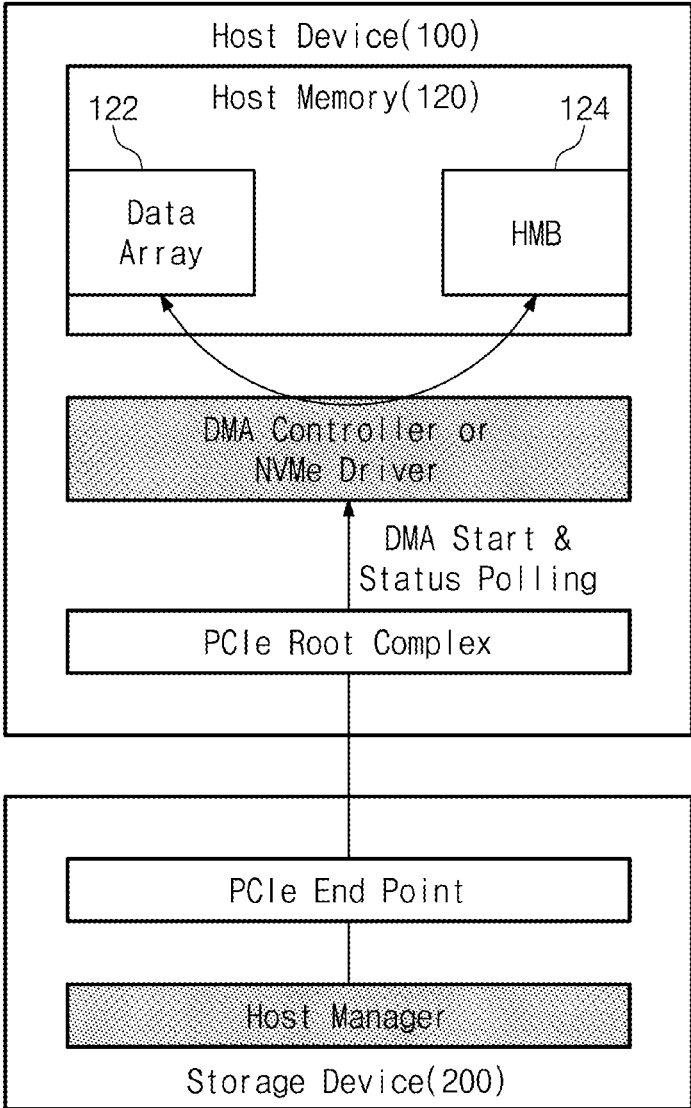 Host Device(100)
Host Memory(120)
122
124
Data
Array
HMB
DMA Controller or
NVMe Driver
DMA Start &
Status Polling
PCIe Root Complex
PCIe End Point
Host Manager
Storage Device(200)